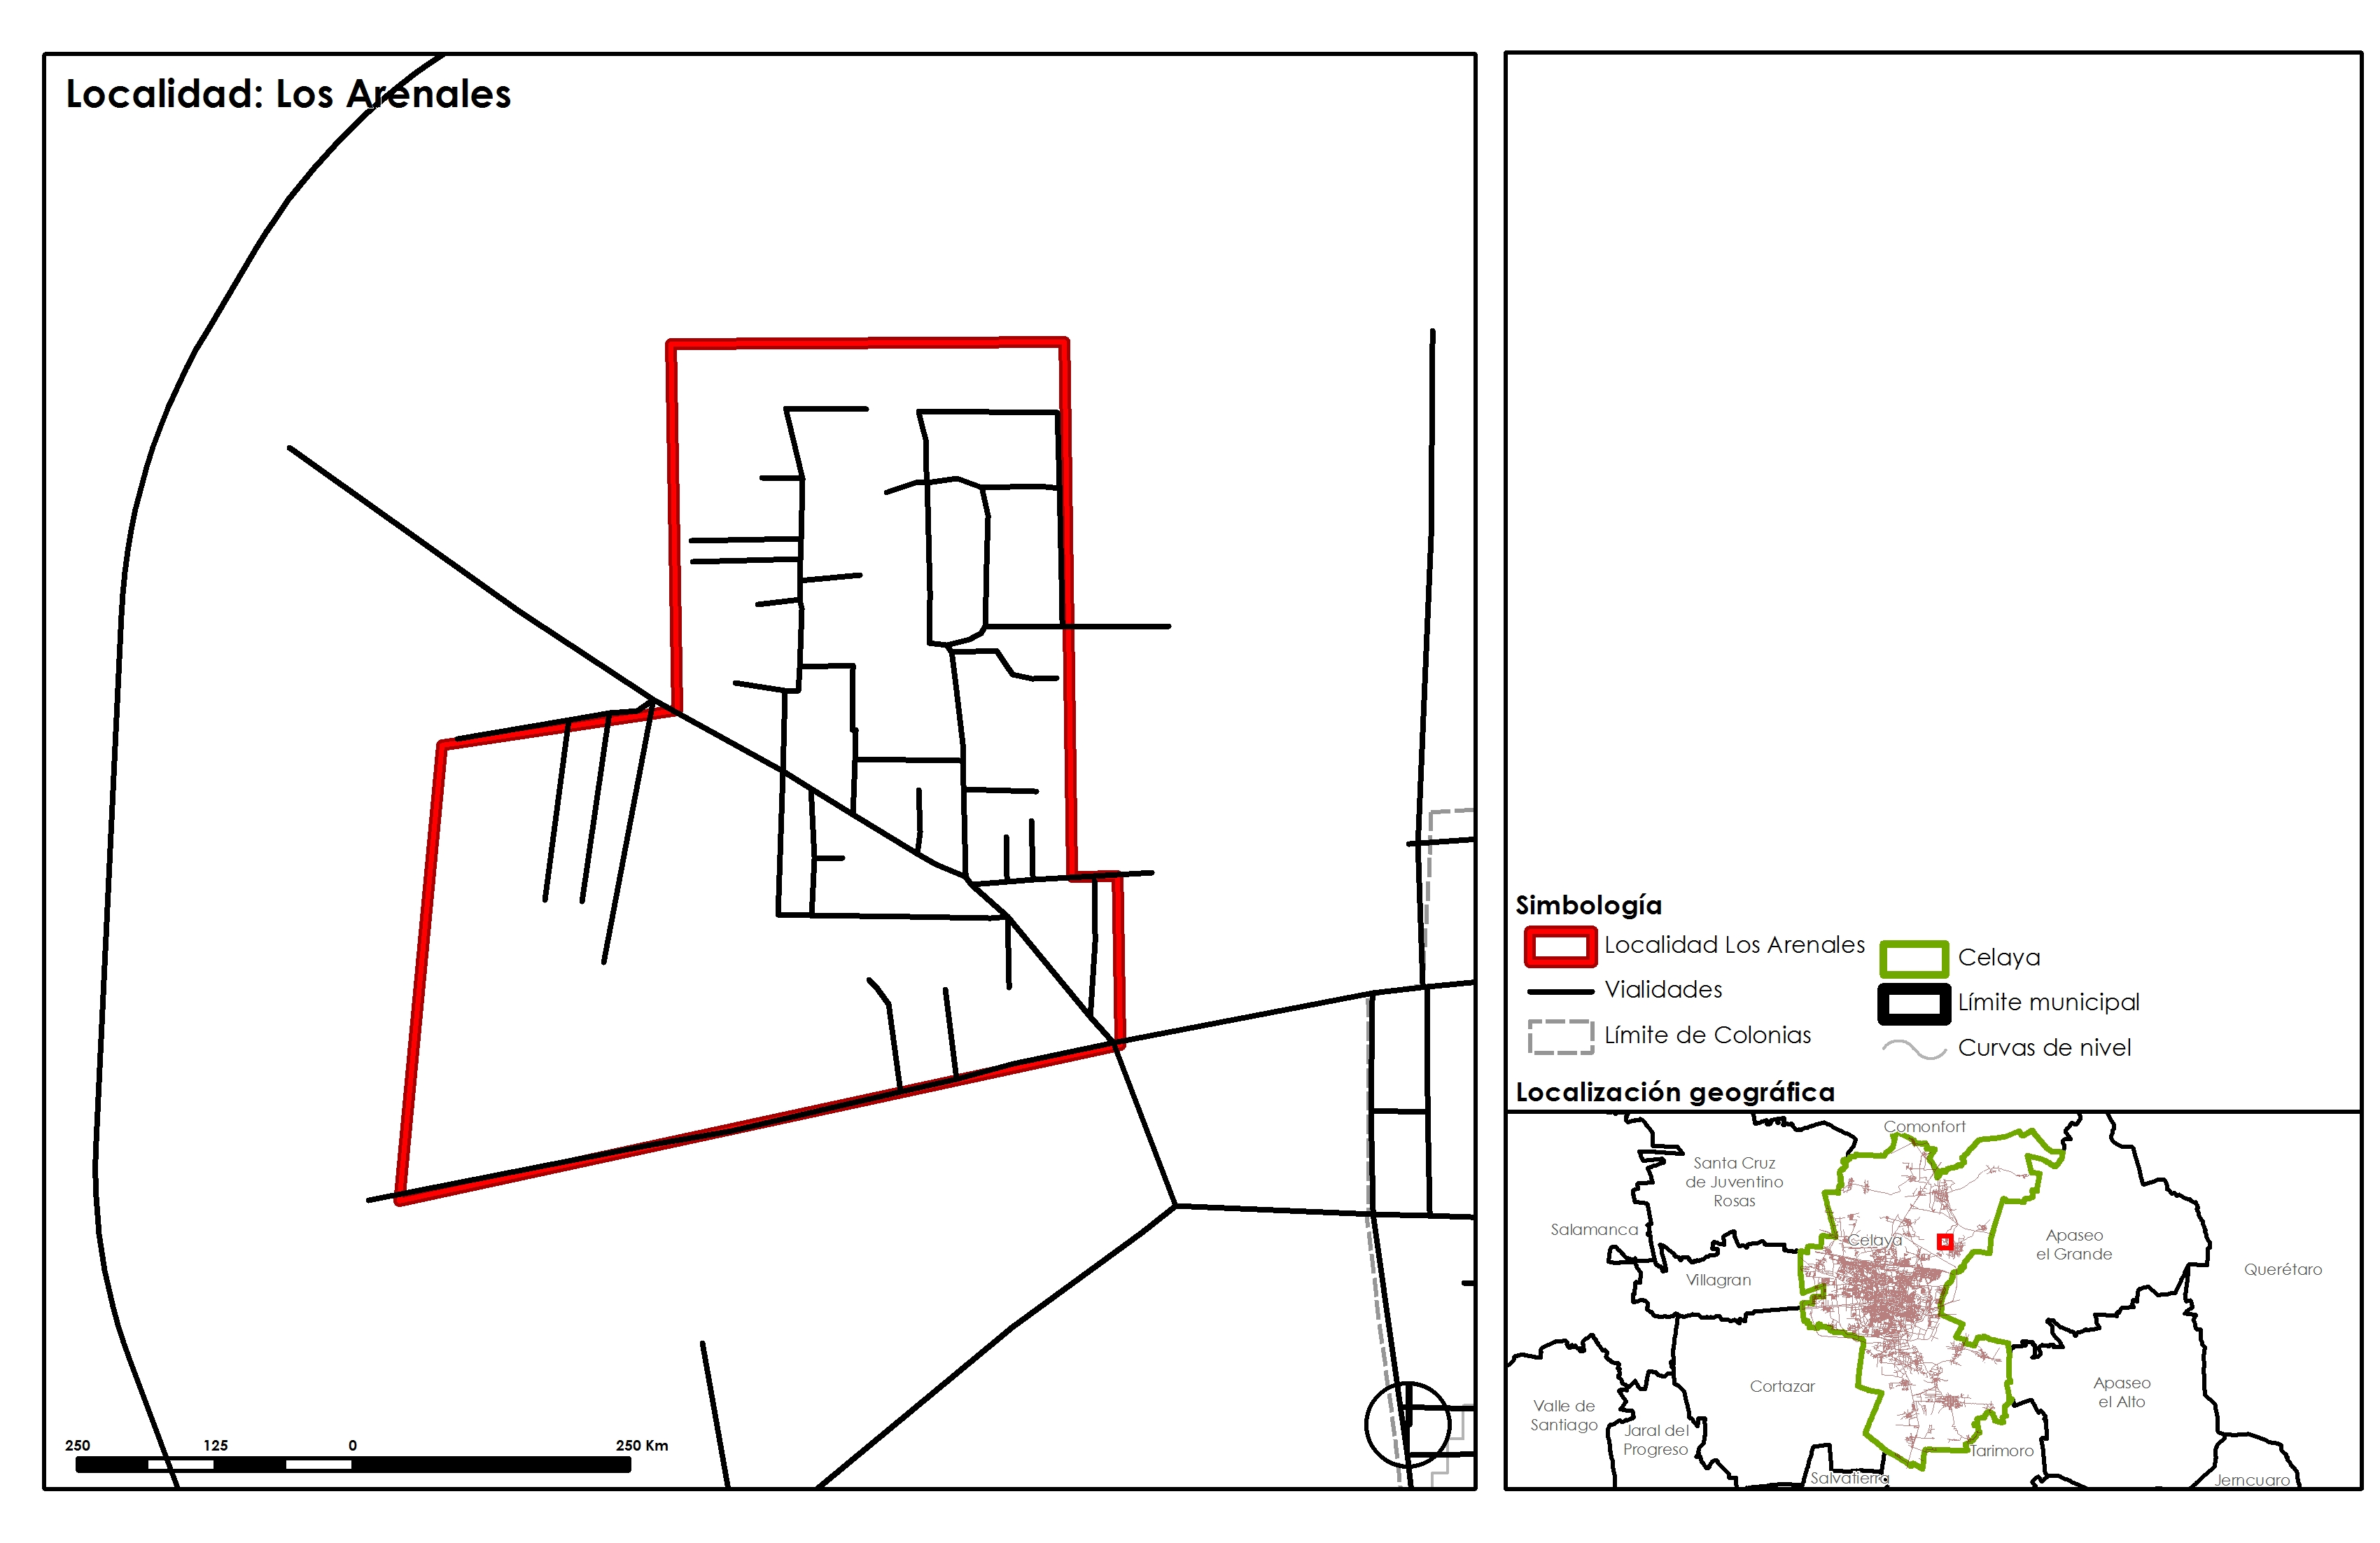 Localidad: Los Arenales
250
125
0
250 Km
Simbología
Localidad Los Arenales
Vialidades
Límite de Colonias
Celaya
Límite municipal
Curvas de nivel
Localización geográfica
Comonfort
Santa Cruz
de Juventino
Rosas
Salamanca
Celaya
Apaseo
el Grande
Querétaro
Villagran
Cortazar
Apaseo
el Alto
Valle de
Santiago
Jaral del
Progreso
Tarimoro
Salvatierra
Jerncuaro